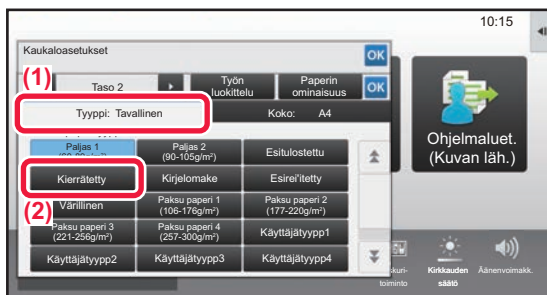 10:15
Kaukaloasetukset
OK
(1)
Taso 2
Työn
luokittelu
Paperin
ominaisuus
OK
Tyyppi: Tavallinen
Koko: A4
Paljas 1
Paljas 2
(90-105g/m²)
Esitulostettu
Kierrätetty
Kirjelomake
Esirei'itetty
(2)
Värillinen
Paksu paperi 1
(106-176g/m²)
Paksu paperi 2
(177-220g/m²)
Paksu paperi 3
(221-256g/m²)
Paksu paperi 4
(257-300g/m²)
Käyttäjätyypp1
Käyttäjätyypp2
Käyttäjätyypp3
Käyttäjätyypp4
Ohjelmaluet.
(Kuvan läh.)
Kirkkauden
säätö
Äänenvoimakk.
toiminto